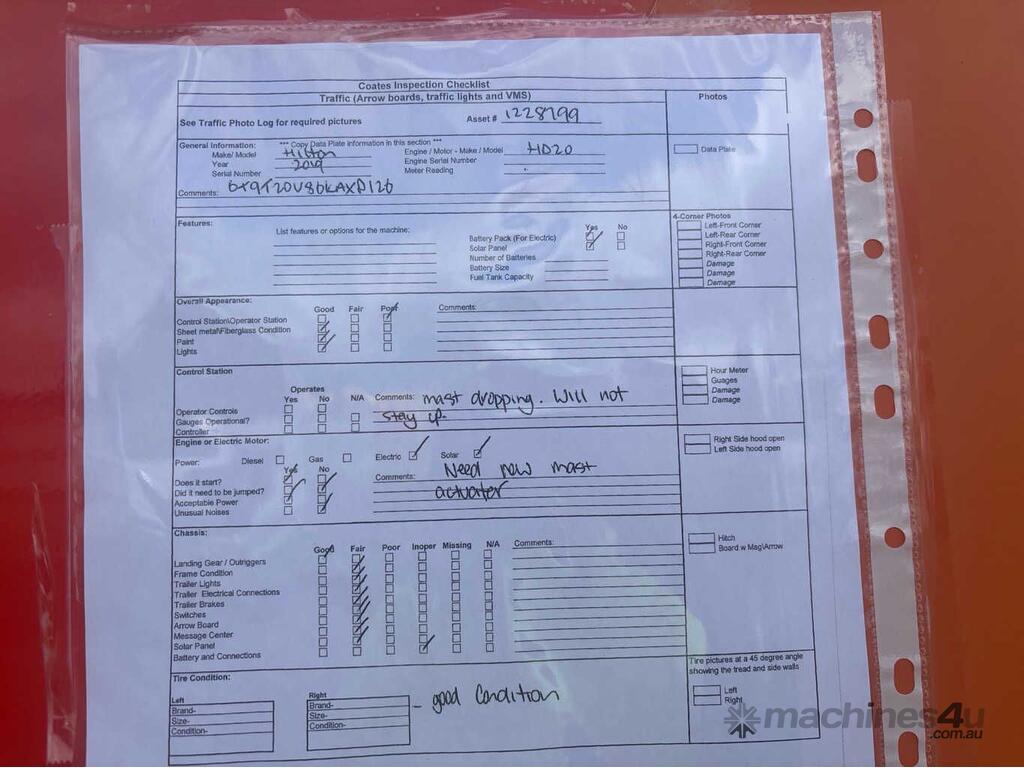 Coates Inspection Checklist
Traffic (Arrow boards, traffic lights and VMS)
Photos
See Traffic Photo Log for required pictures
Asset # 1228799
General Information: *** Copy Data Plate information in this section ***
Make/ Model Hilton
Engine / Motor - Make / Model HD20
Year 2019
Engine Serial Number
Serial Number
Meter Reading
Data Plate
Comments:
Features:
List features or options for the machine:
Yes No
Battery Pack (For Electric)
Solar Panel
Number of Batteries
Battery Size
Fuel Tank Capacity
4-Corner Photos
Left-Front Corner
Left-Rear Corner
Right-Front Corner
Right-Rear Corner
Damage
Damage
Damage
Overall Appearance:
Good Fair Poor
Comments:
Control Station\Operator Station
Sheet metal\Fiberglass Condition
Paint
Lights
Control Station
Operates
Yes No N/A
Comments: mast dropping. Will not
stay up.
Operator Controls
Gauges Operational?
Controller
Hour Meter
Guages
Damage
Damage
Engine or Electric Motor:
Power: Diesel Gas Electric Solar
Yes No
Comments: Need new mast
actuater
Does it start?
Did it need to be jumped?
Acceptable Power
Unusual Noises
Right Side hood open
Left Side hood open
Chassis:
Good Fair Poor Inoper Missing N/A
Comments:
Landing Gear / Outriggers
Frame Condition
Trailer Lights
Trailer Electrical Connections
Trailer Brakes
Switches
Arrow Board
Message Center
Solar Panel
Battery and Connections
Hitch
Board w Mag\Arrow
Tire Condition:
Left
Brand-
Size-
Condition-
Right
Brand-
Size-
Condition-
- good Condition
Tire pictures at a 45 degree angle
showing the tread and side walls
Left
Right
machines4u
.com.au